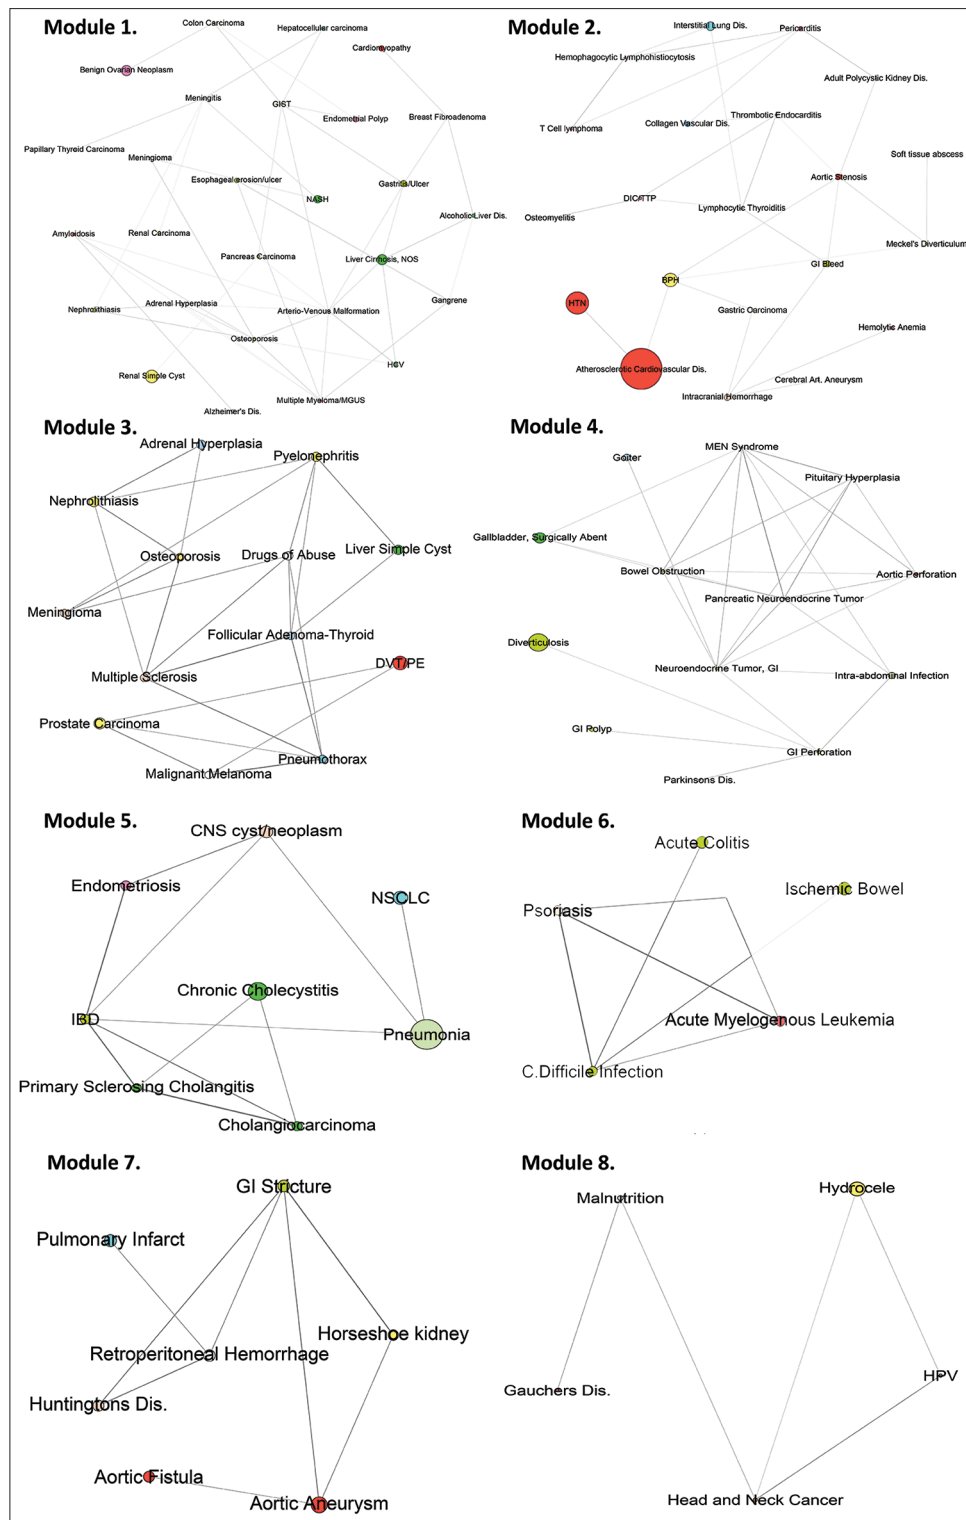 Module 1.
Colon Carcinoma
Hepatocellular carcinoma
Cardiomyopathy
Benign Ovarian Neoplasm
Meningitis
GIST
Endometrial Polyp
Breast Fibroadenoma
Papillary Thyroid Carcinoma
Meningioma
Esophageal erosion/ulcer
Gastritis/Ulcer
NASH
Alcoholic Liver Dis.
Amyloidosis
Renal Carcinoma
Pancreas Carcinoma
Liver Cirrhosis, NOS
Nephrolithiasis
Adrenal Hyperplasia
Arterio-Venous Malformation
Gangrene
Osteoporosis
HCV
Renal Simple Cyst
Multiple Myeloma/MGUS
Alzheimer's Dis.
Module 2.
Interstitial Lung Dis.
Pericarditis
Hemophagocytic Lymphohistiocytosis
Adult Polycystic Kidney Dis.
T Cell lymphoma
Collagen Vascular Dis.
Thrombotic Endocarditis
Soft tissue abscess
Aortic Stenosis
DIC/TTP
Lymphocytic Thyroiditis
Osteomyelitis
Meckel's Diverticulum
GI Bleed
BPH
HTN
Gastric Oarcinoma
Hemolytic Anemia
Atherosclerotic Cardiovascular Dis.
Cerebral Art. Aneurysm
Intracranial Hemorrhage
Module 3.
Adrenal Hyperplasia
Pyelonephritis
Nephrolithiasis
Osteoporosis
Drugs of Abuse
Liver Simple Cyst
Meningioma
Follicular Adenoma-Thyroid
DVT/PE
Multiple Sclerosis
Prostate Carcinoma
Pneumothorax
Malignant Melanoma
Module 4.
MEN Syndrome
Goiter
Pituitary Hyperplasia
Gallbladder, Surgically Abent
Bowel Obstruction
Aortic Perforation
Pancreatic Neuroendocrine Tumor
Diverticulosis
Neuroendocrine Tumor, GI
Intra-abdominal Infection
GI Polyp
GI Perforation
Parkinsons Dis.
Module 5.
CNS cyst/neoplasm
Endometriosis
NSCLC
Chronic Cholecystitis
IBD
Pneumonia
Primary Sclerosing Cholangitis
Cholangiocarcinoma
Module 6.
Acute Colitis
Ischemic Bowel
Psoriasis
Acute Myelogenous Leukemia
C.Difficile Infection
Module 7.
GI Stricture
Pulmonary Infarct
Horseshoe kidney
Retroperitoneal Hemorrhage
Huntingtons Dis.
Aortic Fistula
Aortic Aneurysm
Module 8.
Hydrocele
Malnutrition
HPV
Gauchers Dis.
Head and Neck Cancer